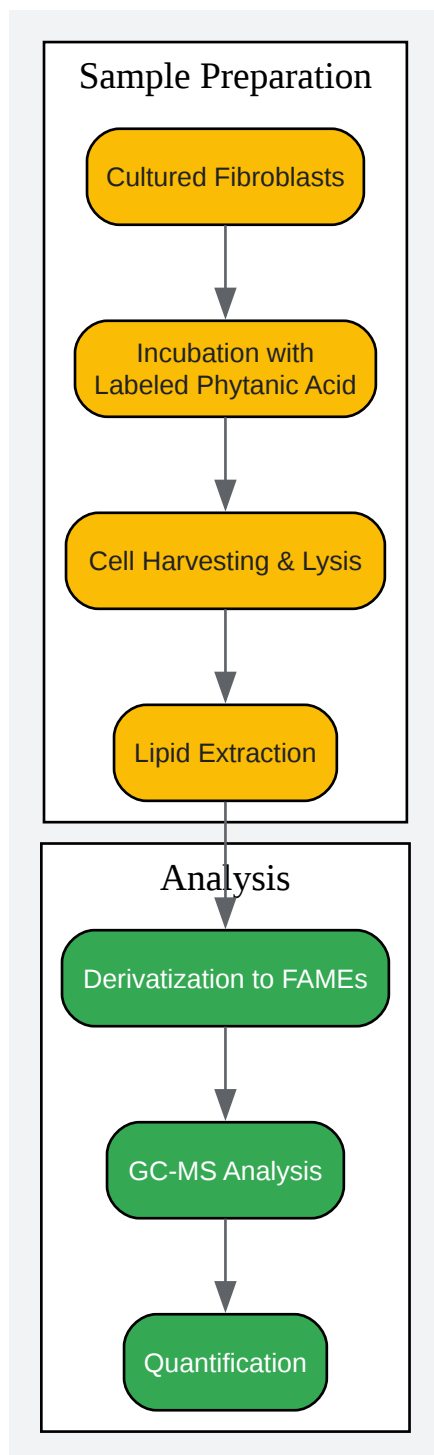 Sample Preparation
Cultured Fibroblasts
Incubation with
Labeled Phytanic Acid
Cell Harvesting & Lysis
Lipid Extraction
Analysis
Derivatization to FAMEs
GC-MS Analysis
Quantification